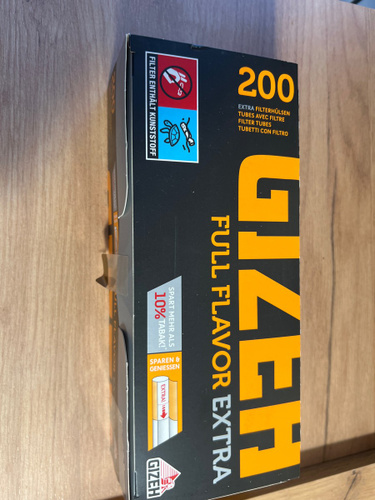 200
EXTRA FILTERHÜLSEN
TUBES AVEC FILTRE
FILTER TUBES
TUBETTI CON FILTRO
GIZEH
FULL FLAVOR EXTRA
FILTER ENTHÄLT KUNSTSTOFF
SPART MEHR ALS
10% TABAK!
SPAREN &
GENIESSEN
EXTRA!
GIZEH